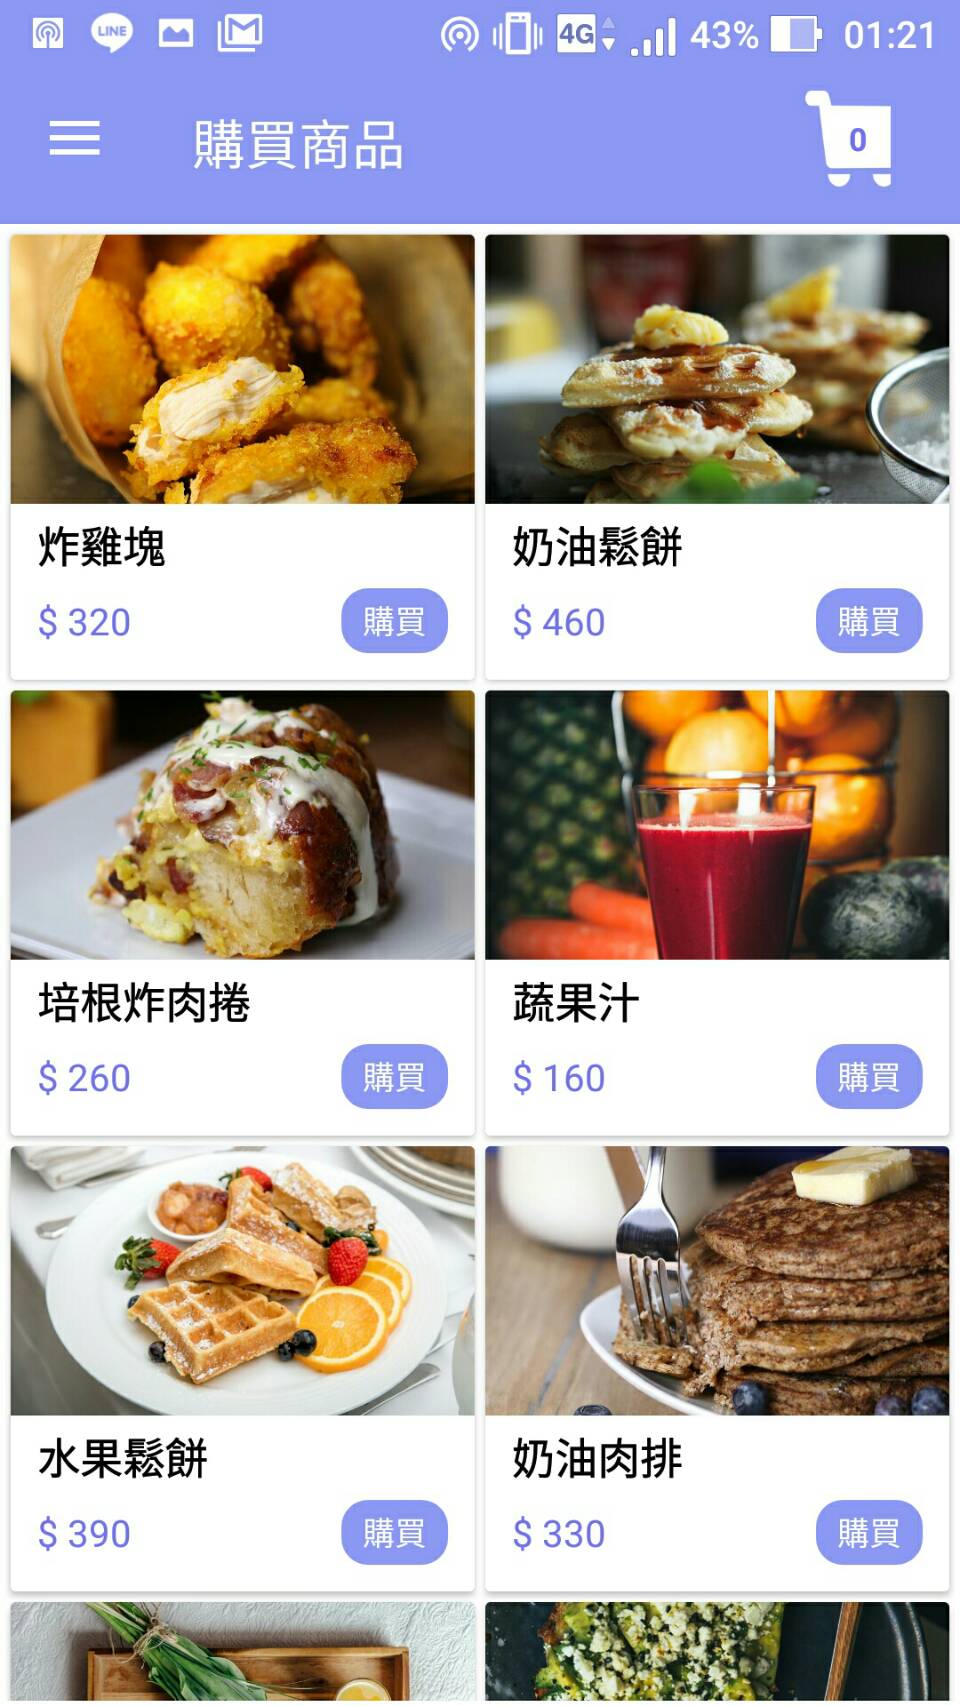 LINE
4G
43%
01:21
購買商品
0
炸雞塊
$ 320
購買
奶油鬆餅
$ 460
購買
培根炸肉捲
$ 260
購買
蔬果汁
$ 160
購買
水果鬆餅
$ 390
購買
奶油肉排
$ 330
購買